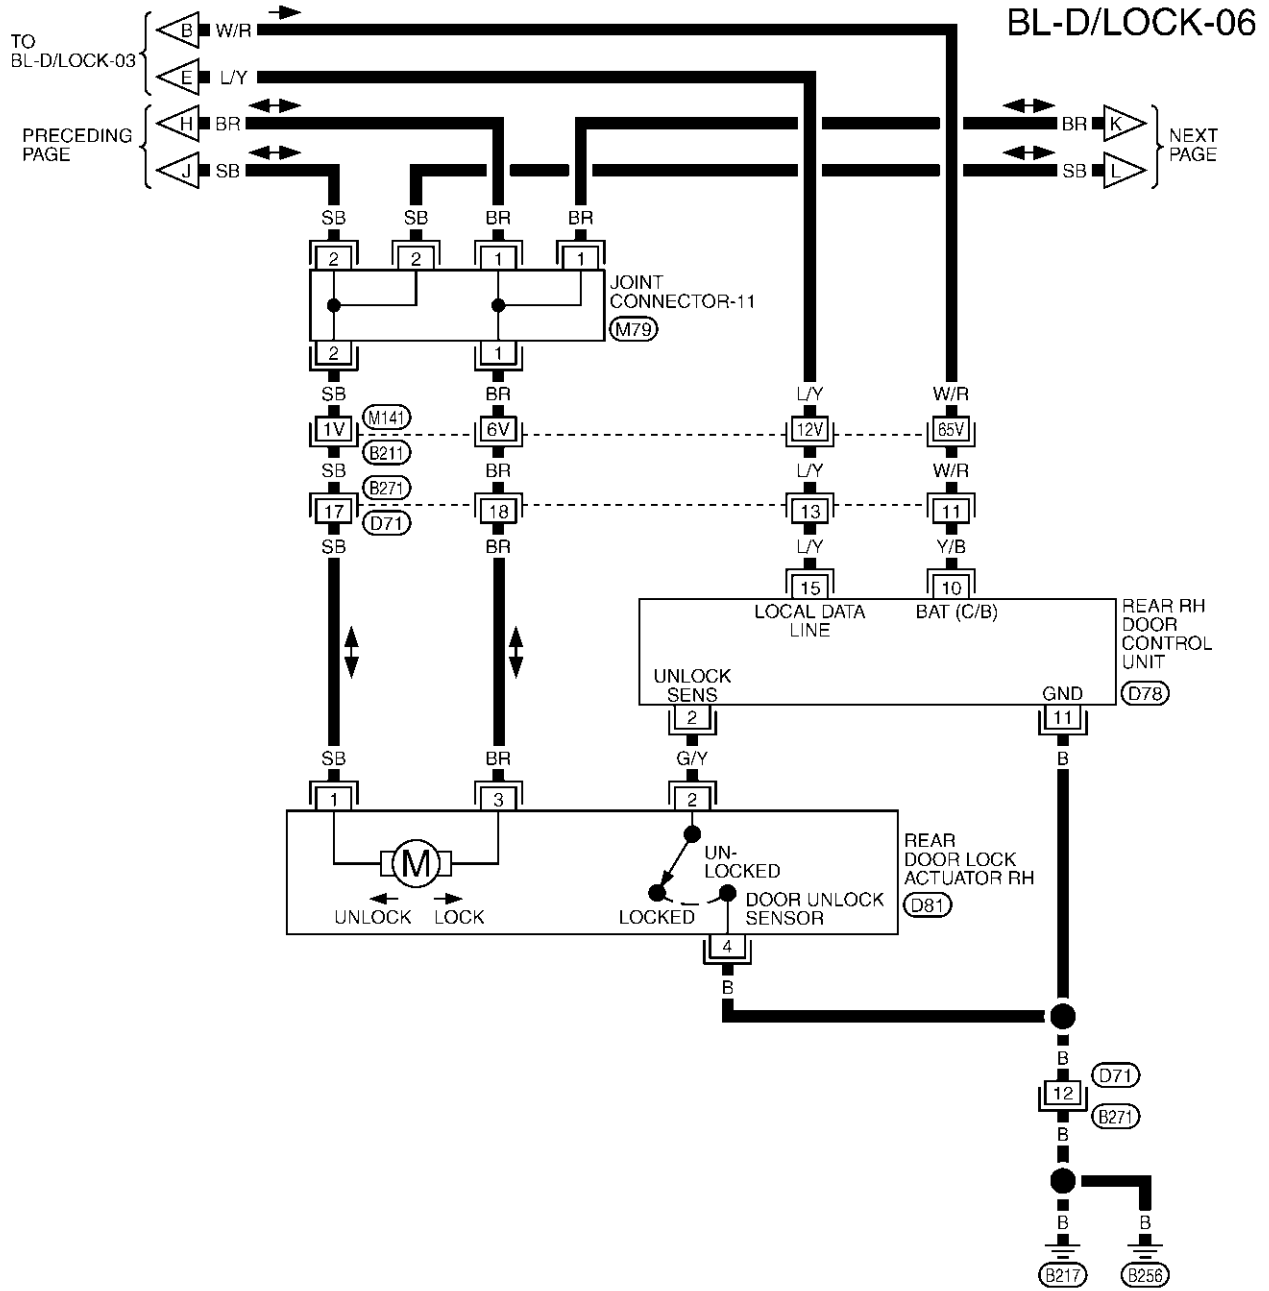 BL-D/LOCK-06
TO
BL-D/LOCK-03
B W/R
E L/Y
PRECEDING
PAGE
H BR
J SB
BR K
SB L
NEXT
PAGE
SB SB BR BR
2 2 1 1
JOINT
CONNECTOR-11
M79
2 1
SB BR L/Y W/R
M141
1V 6V 12V 65V
B211
SB BR L/Y W/R
B271
17 18 13 11
D71
SB BR L/Y Y/B
15 10
LOCAL DATA
LINE
BAT (C/B)
REAR RH
DOOR
CONTROL
UNIT
D78
UNLOCK
SENS
GND
2 11
SB BR G/Y B
1 3 2
M
UNLOCK LOCK
UN-
LOCKED
LOCKED
DOOR UNLOCK
SENSOR
REAR
DOOR LOCK
ACTUATOR RH
D81
4
B
B
D71
12
B271
B
B B
B217 B256